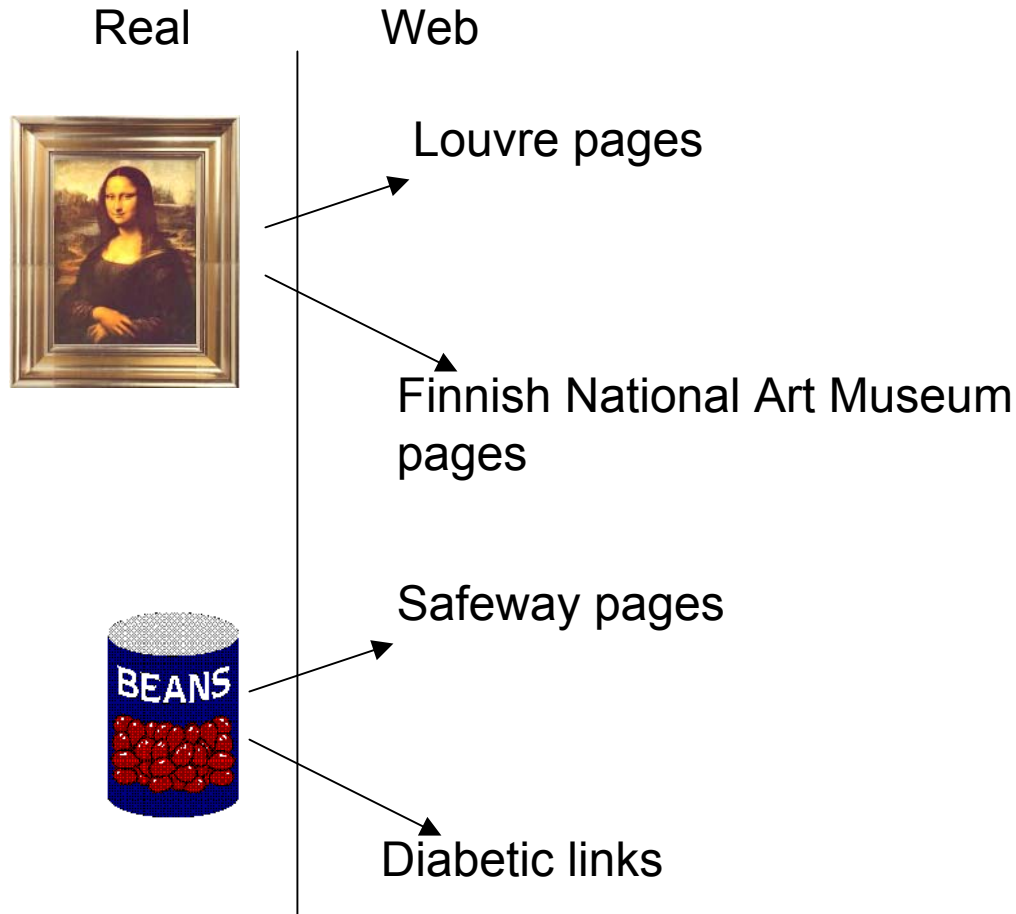 Real
Web
Louvre pages
Finnish National Art Museum
pages
Safeway pages
BEANS
Diabetic links